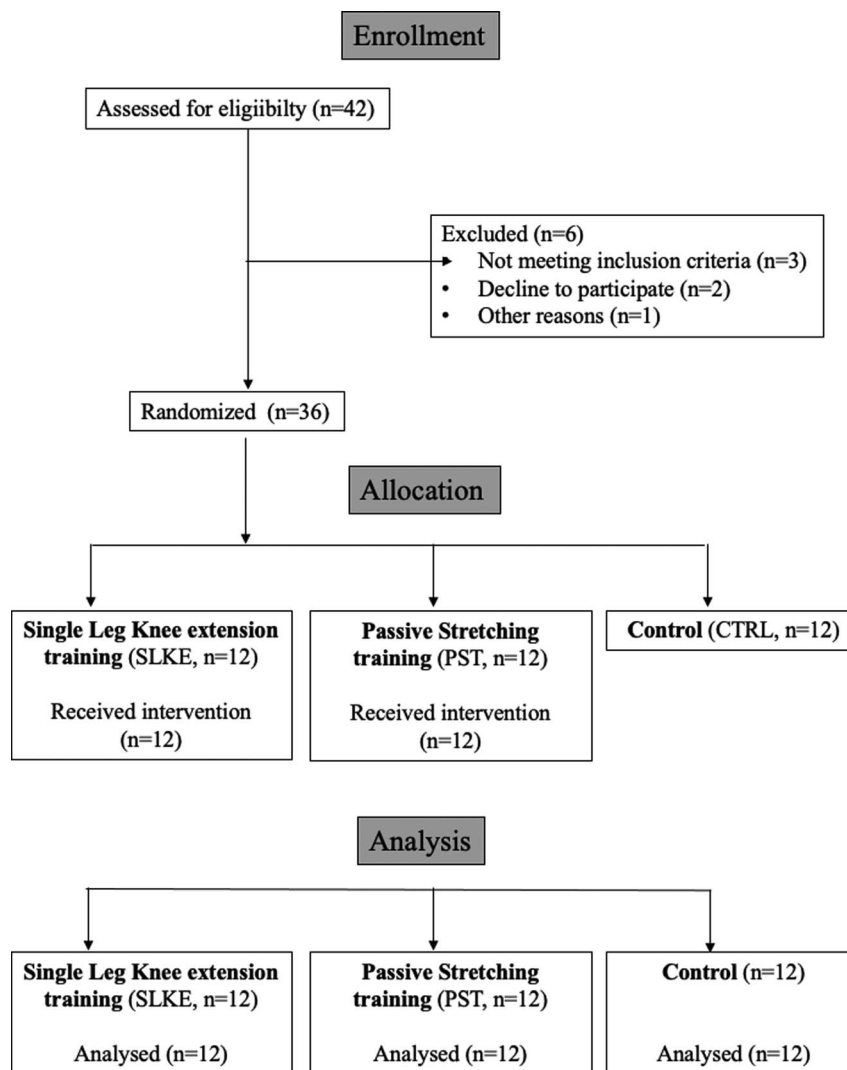 Enrollment
Assessed for eligiibilty (n=42)
Excluded (n=6)
Not meeting inclusion criteria (n=3)
• Decline to participate (n=2)
• Other reasons (n=1)
Randomized (n=36)
Allocation
Single Leg Knee extension
training (SLKE, n=12)
Received intervention
(n=12)
Passive Stretching
training (PST, n=12)
Received intervention
(n=12)
Control (CTRL, n=12)
Analysis
Single Leg Knee extension
training (SLKE, n=12)
Analysed (n=12)
Passive Stretching
training (PST, n=12)
Analysed (n=12)
Control (n=12)
Analysed (n=12)